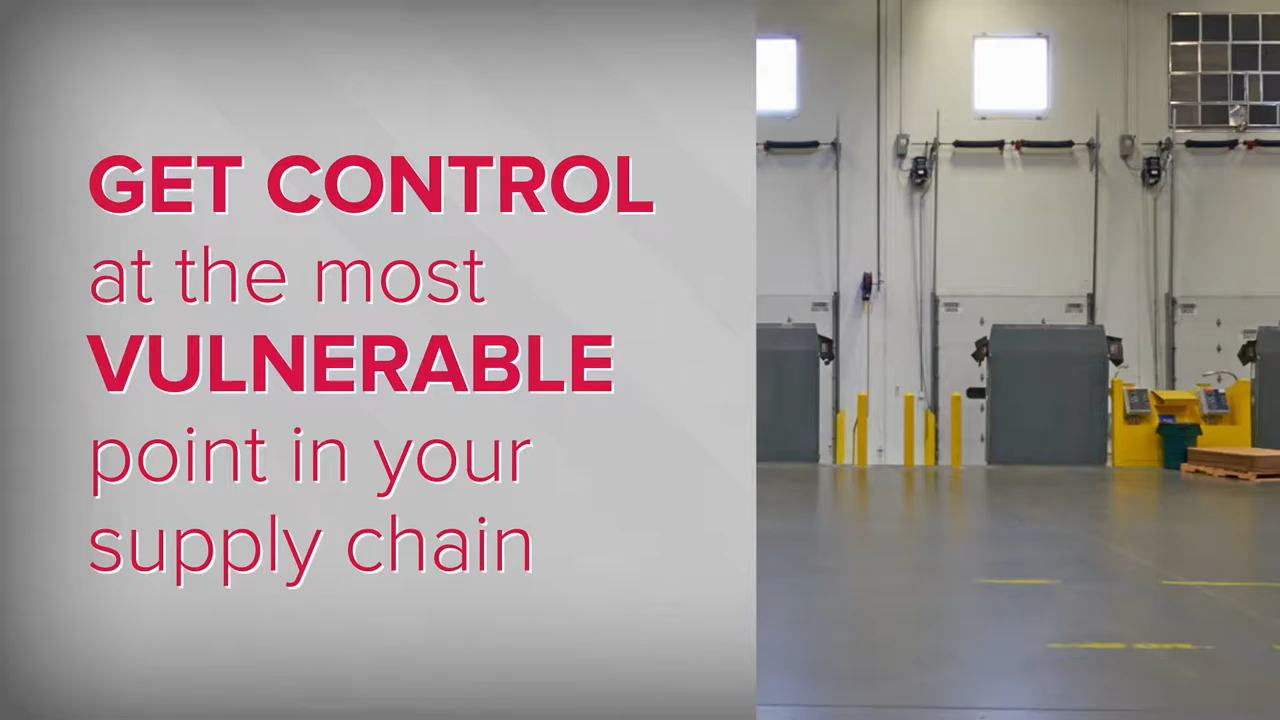 GET CONTROL
at the most
VULNERABLE
point in your
supply chain